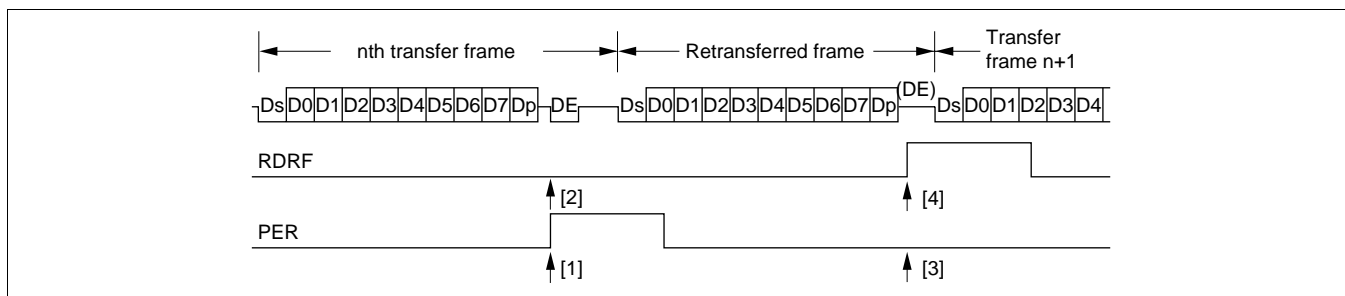 nth transfer frame Retransferred frame Transfer
frame n+1
Ds D0 D1 D2 D3 D4 D5 D6 D7 Dp DE Ds D0 D1 D2 D3 D4 D5 D6 D7 Dp (DE) Ds D0 D1 D2 D3 D4
RDRF
[2] [4]
PER
[1] [3]